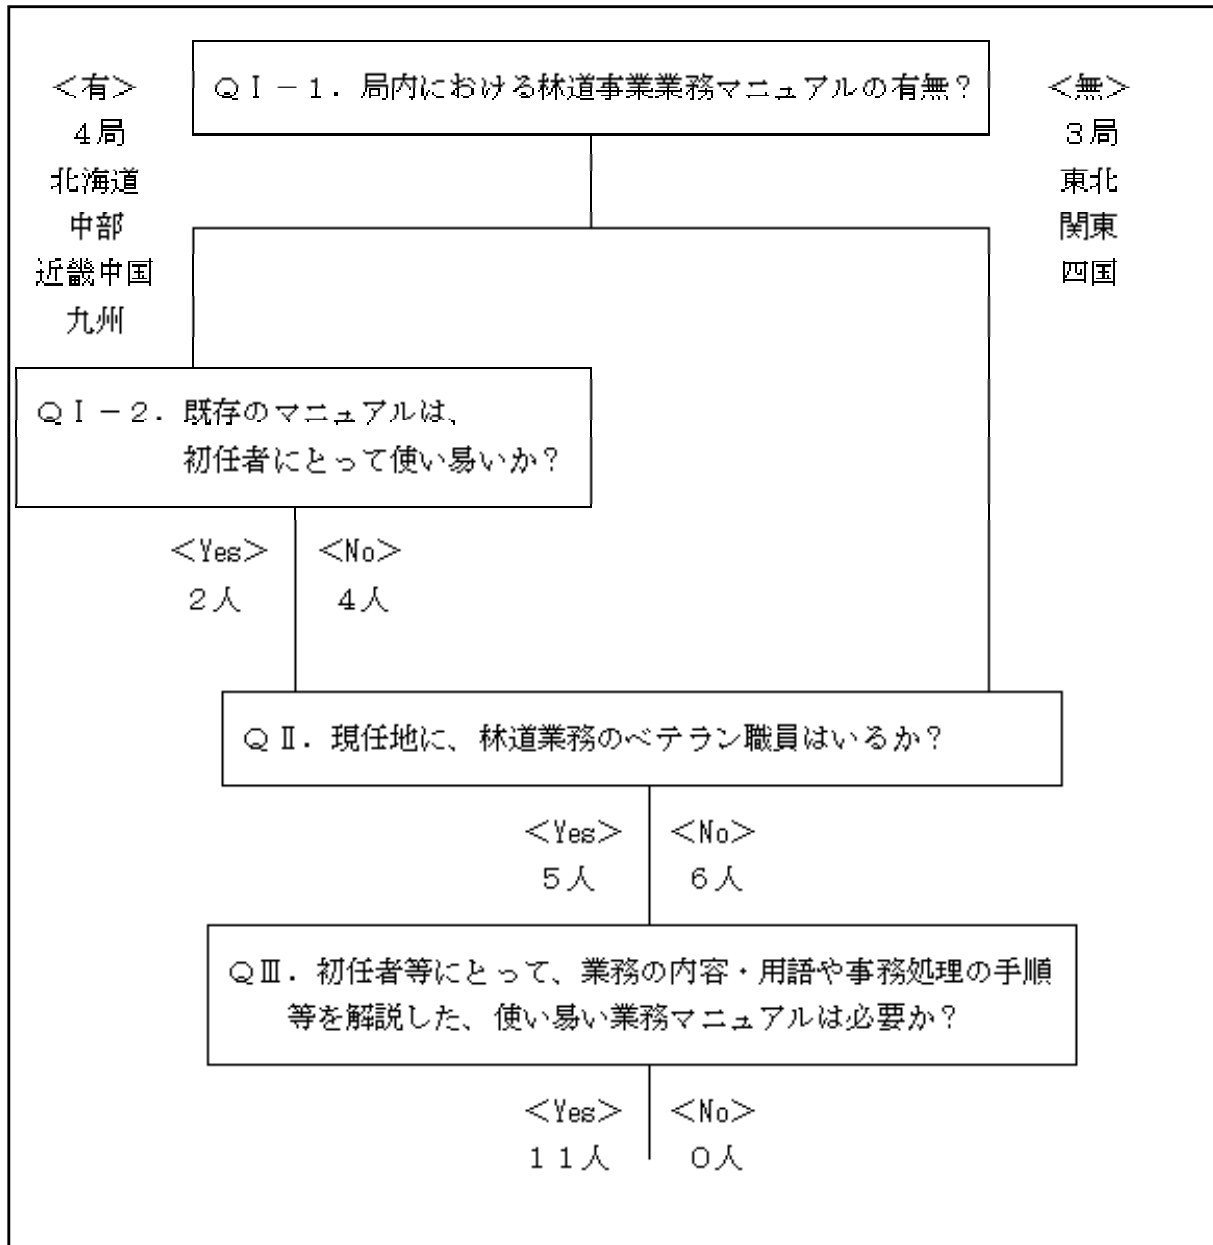 ＱⅠ－１．局内における林道事業業務マニュアルの有無？
＜有＞
４局
北海道
中部
近畿中国
九州
＜無＞
３局
東北
関東
四国
ＱⅠ－２．既存のマニュアルは、
初任者にとって使い易いか？
＜Yes＞ ＜No＞
２人 ４人
ＱⅡ．現任地に、林道業務のベテラン職員はいるか？
＜Yes＞ ＜No＞
５人 ６人
ＱⅢ．初任者等にとって、業務の内容・用語や事務処理の手順
等を解説した、使い易い業務マニュアルは必要か？
＜Yes＞ ＜No＞
１１人 ０人